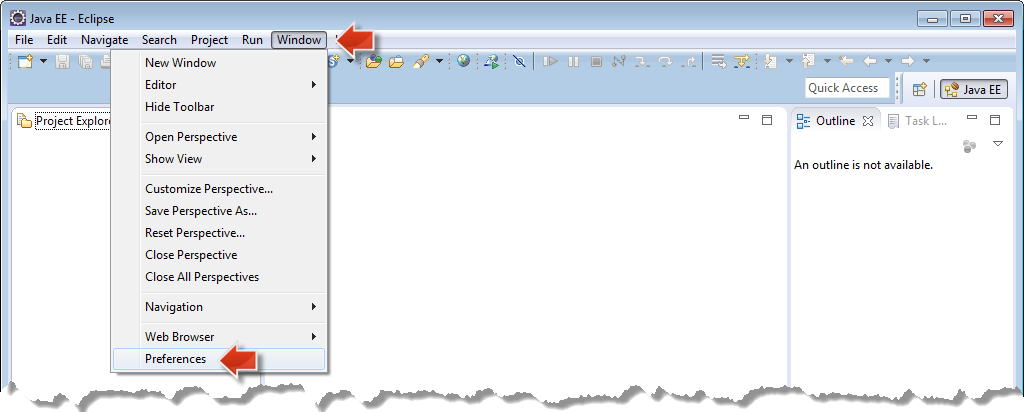 Java EE - Eclipse
File Edit Navigate Search Project Run Window
New Window
Editor
Hide Toolbar
Open Perspective
Show View
Customize Perspective...
Save Perspective As...
Reset Perspective...
Close Perspective
Close All Perspectives
Navigation
Web Browser
Preferences
Quick Access
Java EE
Project Explore
Outline Task L...
An outline is not available.